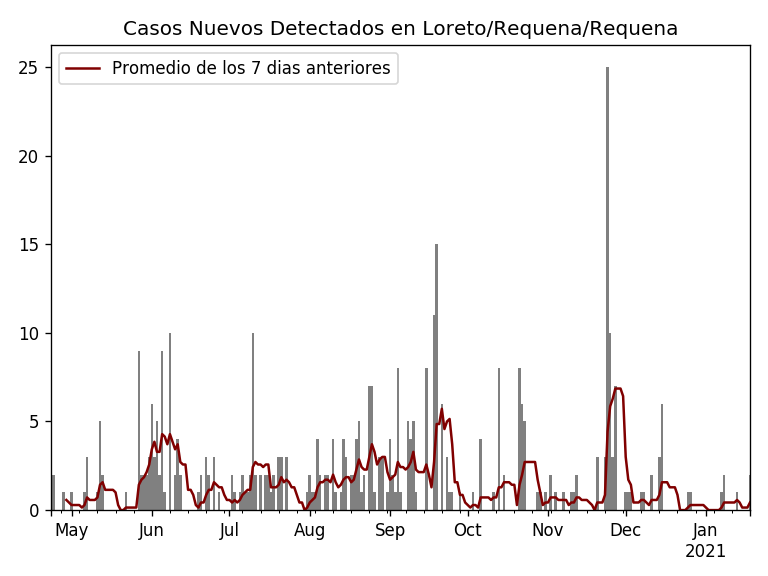 Casos Nuevos Detectados en Loreto/Requena/Requena
Promedio de los 7 dias anteriores
25
20
15
10
5
0
May Jun Jul Aug Sep Oct Nov Dec Jan
2021